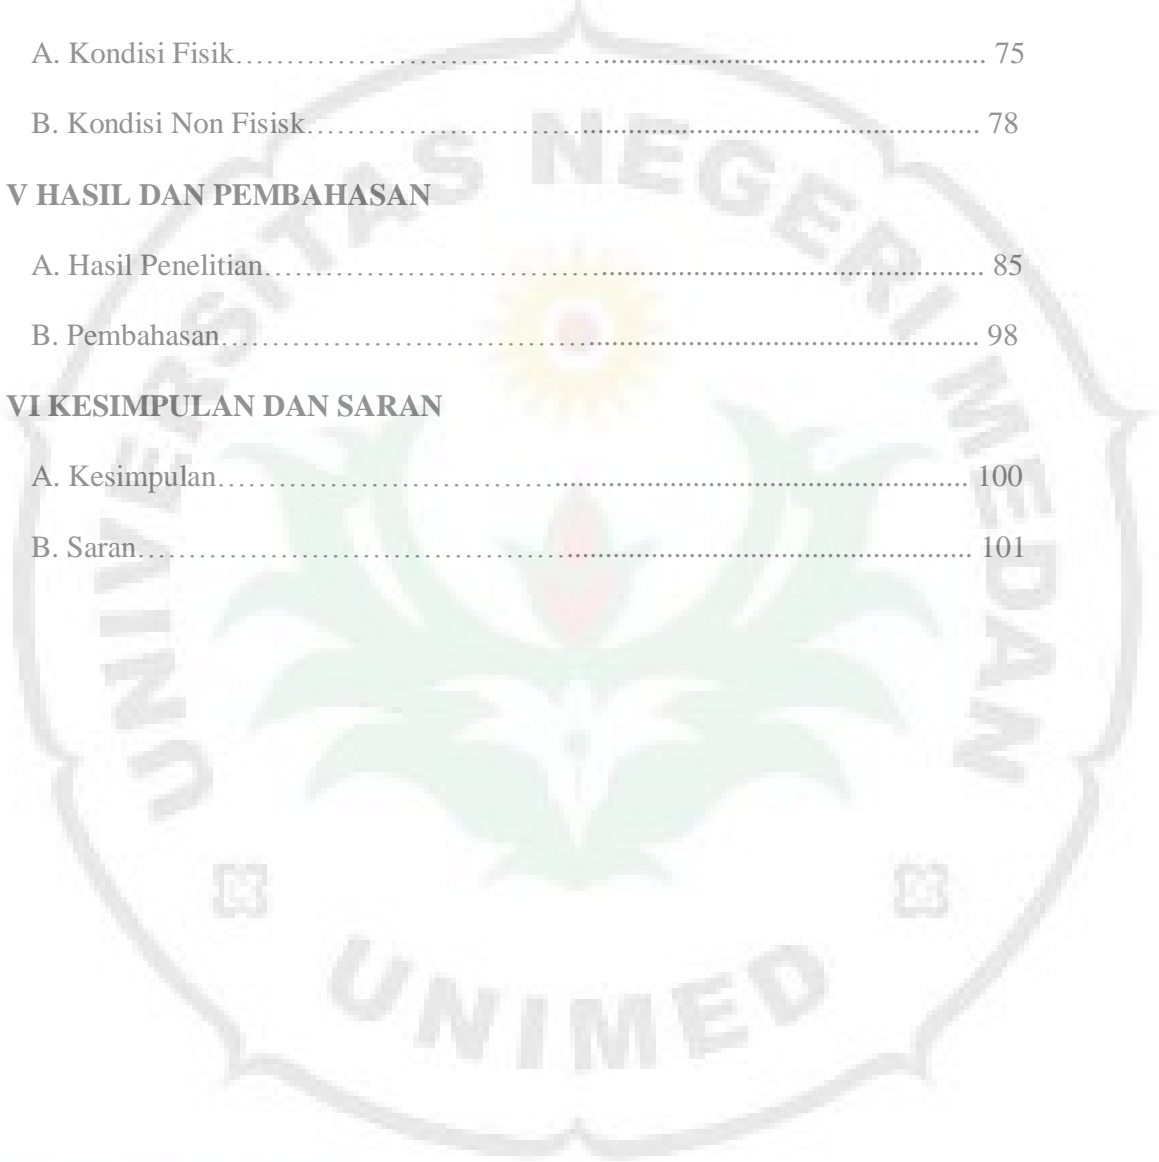 A. Kondisi Fisik.................................................................................... 75
B. Kondisi Non Fisisk.......................................................................... 78
V HASIL DAN PEMBAHASAN
A. Hasil Penelitian................................................................................ 85
B. Pembahasan...................................................................................... 98
VI KESIMPULAN DAN SARAN
A. Kesimpulan...................................................................................... 100
B. Saran................................................................................................. 101
UNIVERSITAS NEGERI MEDAN
UNIMED